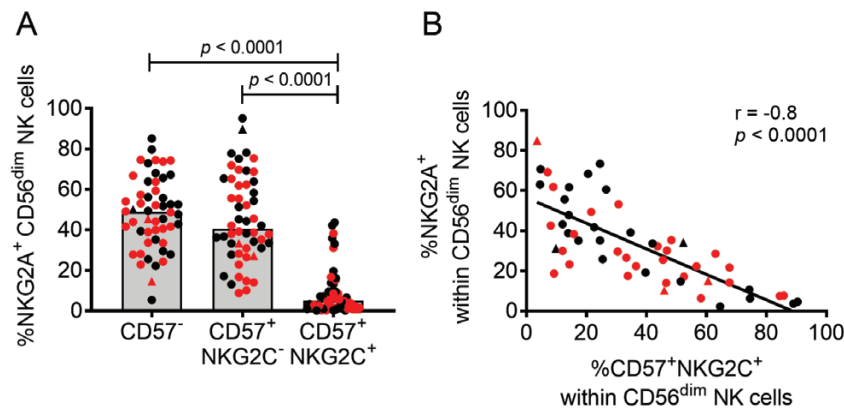 A
p < 0.0001
p < 0.0001
%NKG2A⁺ CD56ᵈⁱᵐ NK cells
100
80
60
40
20
0
CD57⁻
CD57⁺
NKG2C⁻
CD57⁺
NKG2C⁺
B
r = -0.8
p < 0.0001
%NKG2A⁺
within CD56ᵈⁱᵐ NK cells
100
80
60
40
20
0
0 20 40 60 80 100
%CD57⁺NKG2C⁺
within CD56ᵈⁱᵐ NK cells